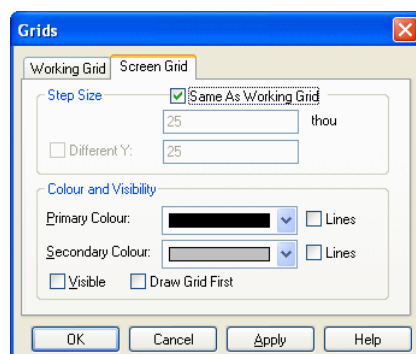 Grids
Working Grid Screen Grid
Step Size Same As Working Grid
25 thou
Different Y: 25
Colour and Visibility
Primary Colour: Lines
Secondary Colour: Lines
Visible Draw Grid First
OK Cancel Apply Help